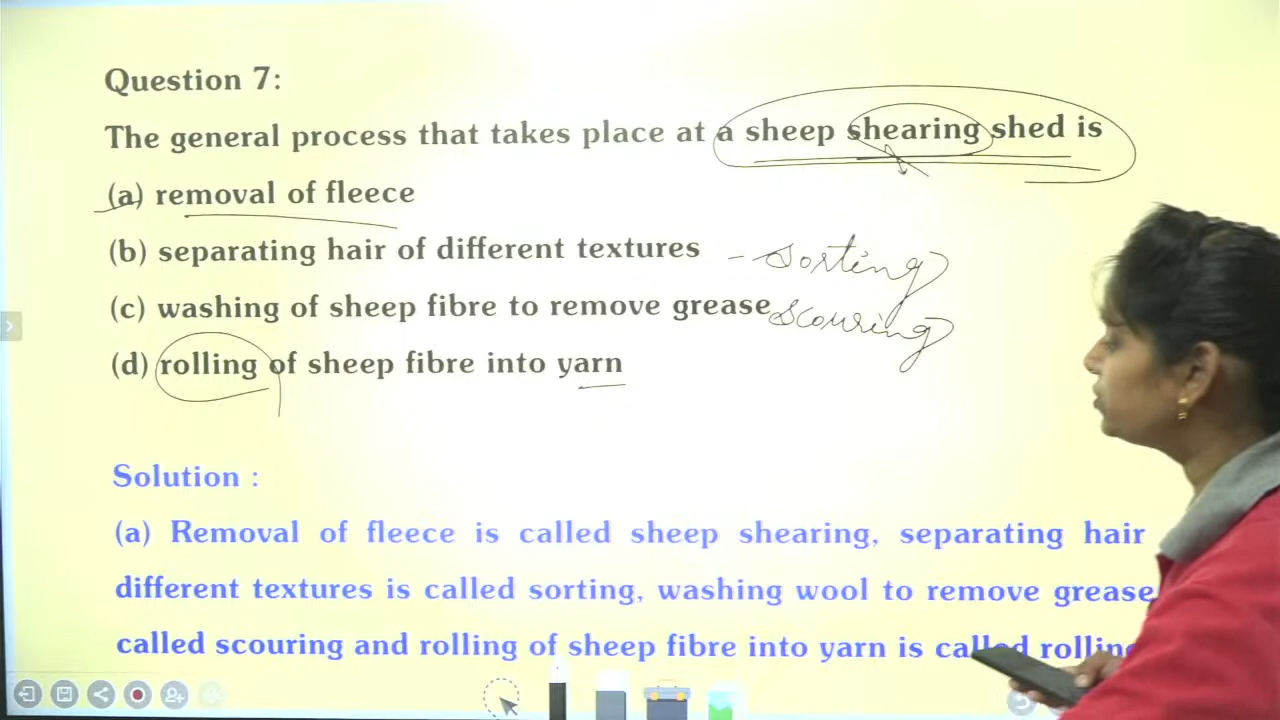 Question 7:
The general process that takes place at a sheep shearing shed is
(a) removal of fleece
(b) separating hair of different textures - Sorting
(c) washing of sheep fibre to remove grease Scouring
(d) rolling of sheep fibre into yarn
Solution :
(a) Removal of fleece is called sheep shearing, separating hair
different textures is called sorting, washing wool to remove grease
called scouring and rolling of sheep fibre into yarn is called rolling